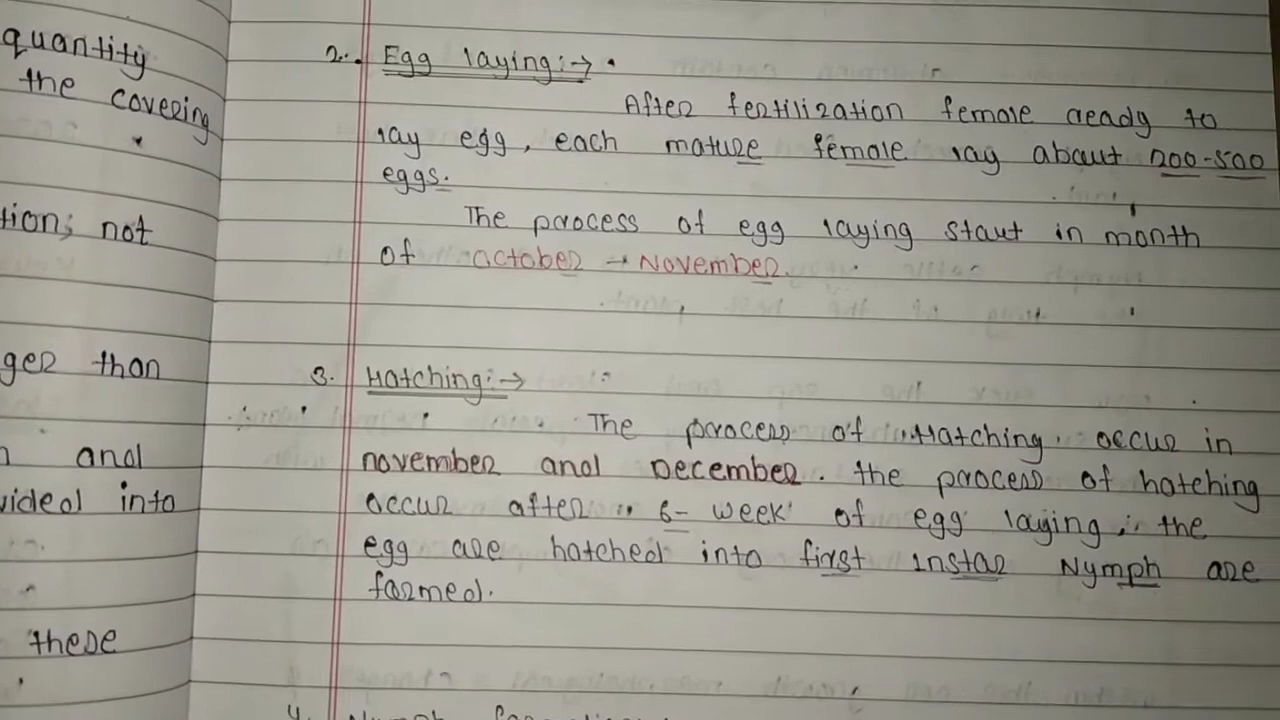 quantity
the covering
tion; not
ger than
and
vided into
these
2. Egg laying:→
After fertilization female ready to
lay egg, each mature female lay about 200-500
eggs.
The process of egg laying start in month
of october → November.
3. Hatching:→
The process of Hatching occur in
november and December. the process of hatching
occur after 6- week of egg laying in the
egg are hatched into first instar Nymph are
formed.
4. Nymph